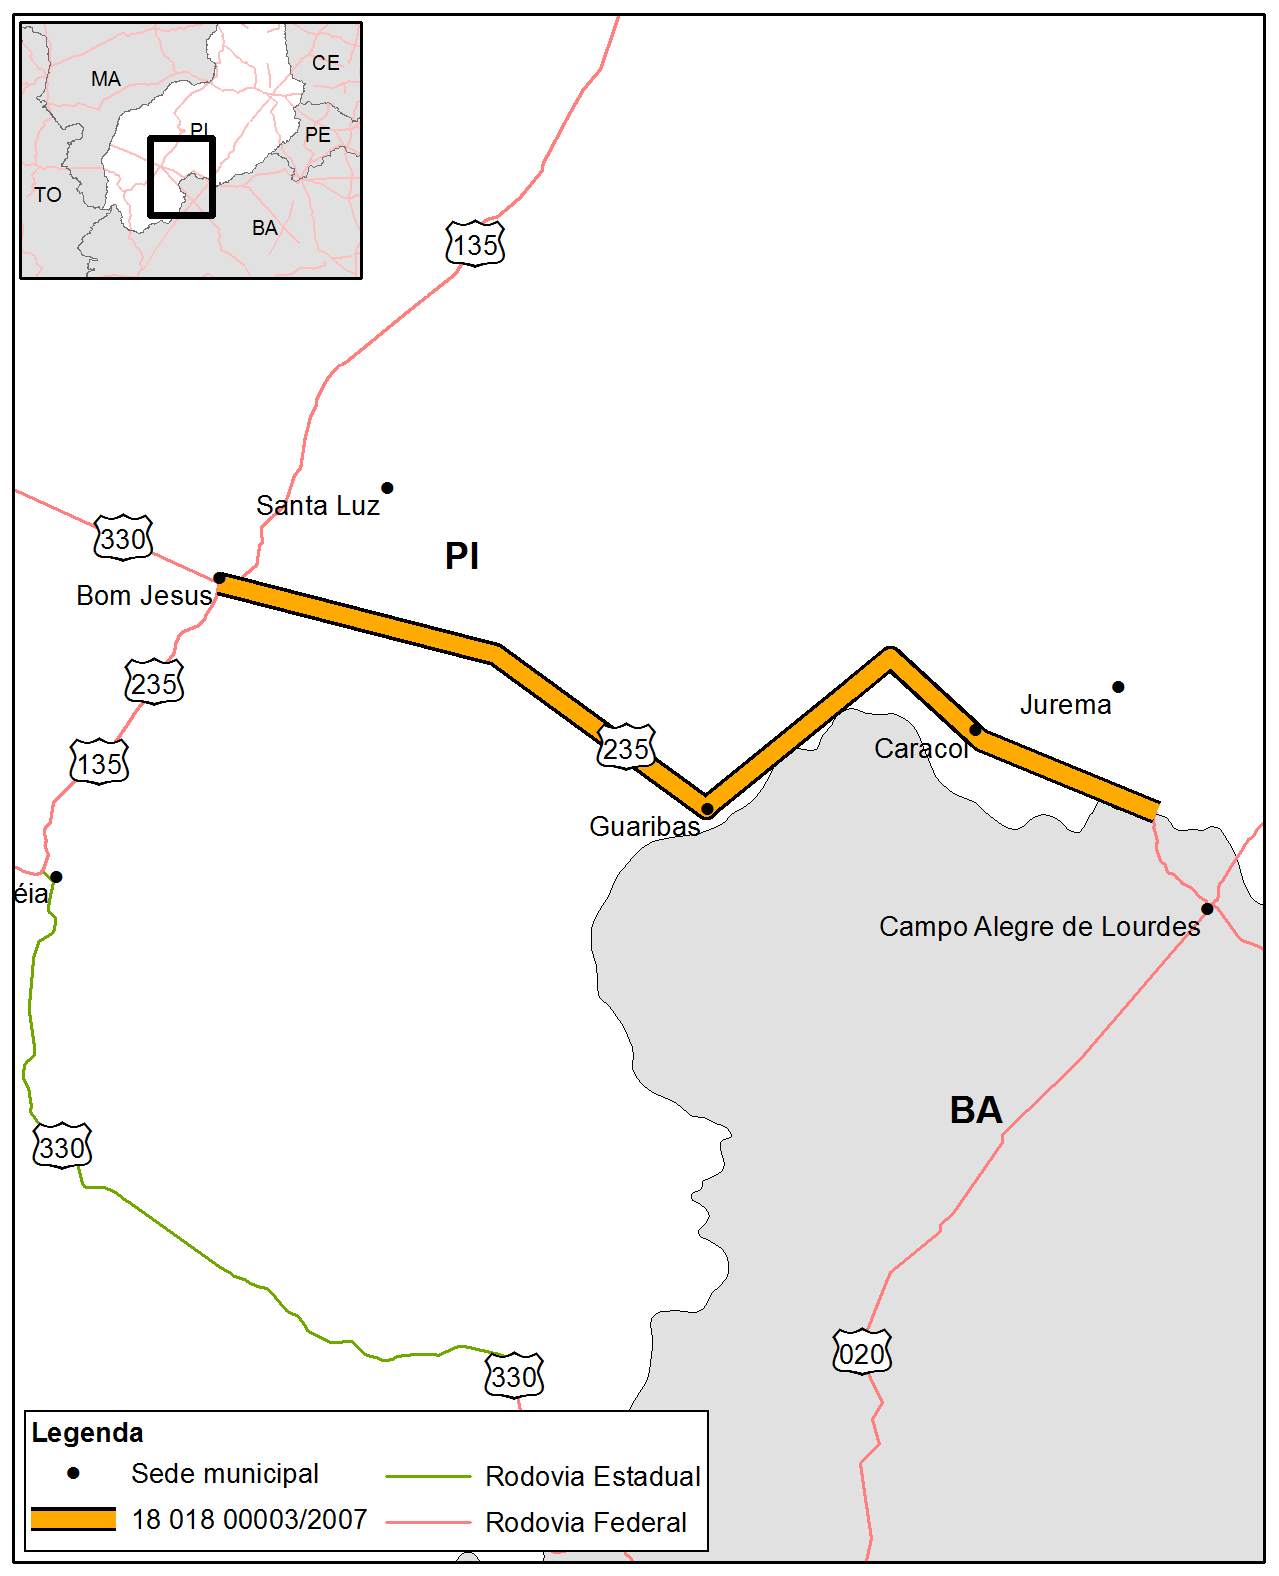 MA
CE
PI
PE
TO
BA
135
Santa Luz
330
PI
Bom Jesus
235
Jurema
235
Caracol
135
Guaribas
éia
Campo Alegre de Lourdes
BA
330
020
330
Legenda
Sede municipal
Rodovia Estadual
18 018 00003/2007
Rodovia Federal